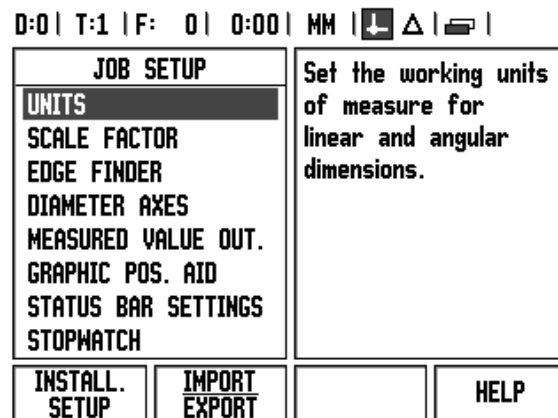 D:0| T:1 |F: 0| 0:00| MM | Δ | |
JOB SETUP
UNITS
SCALE FACTOR
EDGE FINDER
DIAMETER AXES
MEASURED VALUE OUT.
GRAPHIC POS. AID
STATUS BAR SETTINGS
STOPWATCH
Set the working units
of measure for
linear and angular
dimensions.
INSTALL.
SETUP
IMPORT
EXPORT
HELP